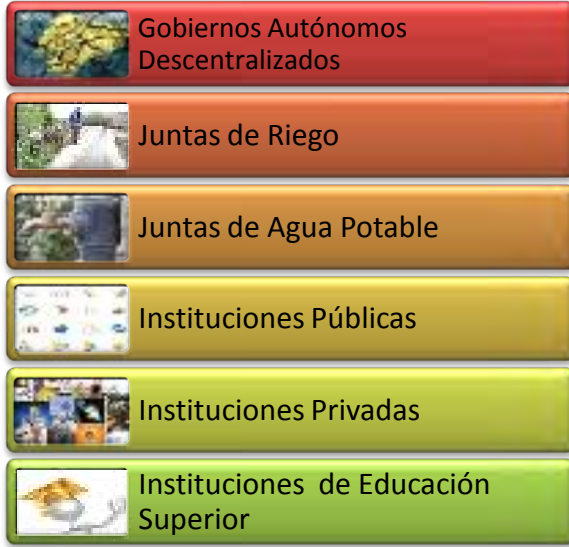 Gobiernos Autónomos
Descentralizados
Juntas de Riego
Juntas de Agua Potable
Instituciones Públicas
Instituciones Privadas
Instituciones de Educación
Superior